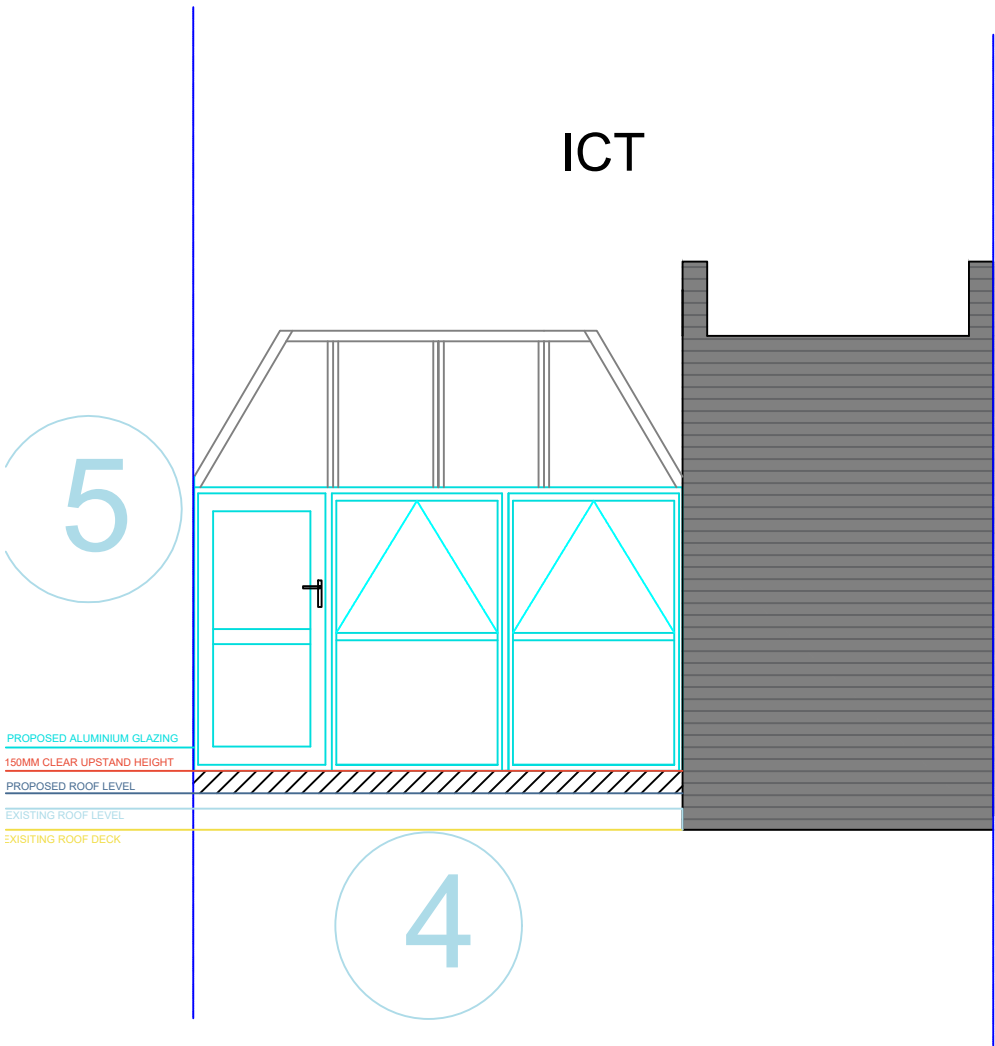 ICT
5
PROPOSED ALUMINIUM GLAZING
150MM CLEAR UPSTAND HEIGHT
PROPOSED ROOF LEVEL
EXISTING ROOF LEVEL
EXISITING ROOF DECK
4